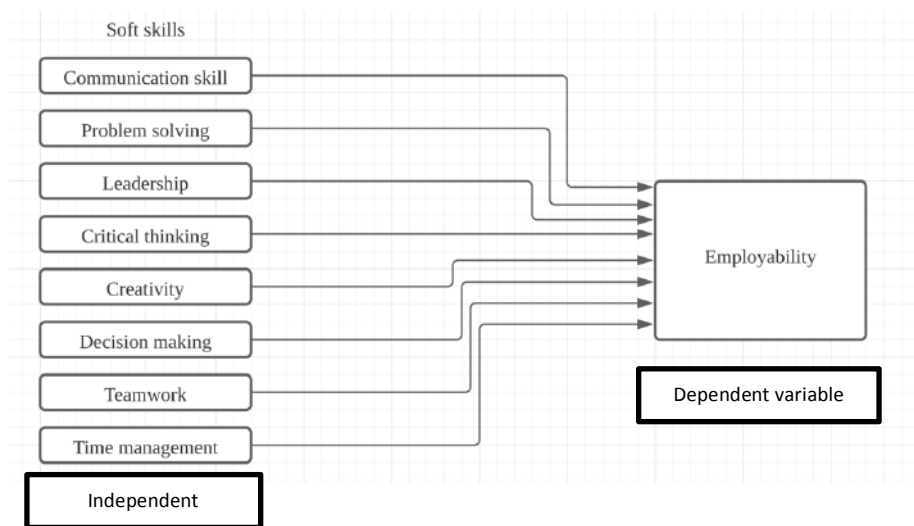 Soft skills
Communication skill
Problem solving
Leadership
Critical thinking
Creativity
Decision making
Teamwork
Time management
Employability
Dependent variable
Independent